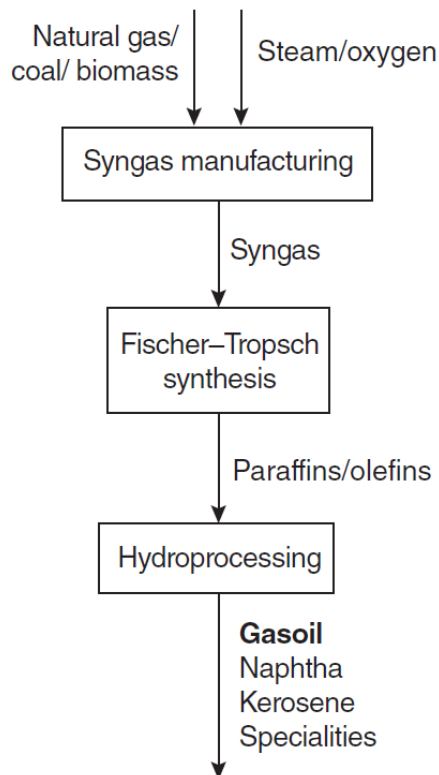 Natural gas/
coal/ biomass
Steam/oxygen
Syngas manufacturing
Syngas
Fischer–Tropsch
synthesis
Paraffins/olefins
Hydroprocessing
Gasoil
Naphtha
Kerosene
Specialities